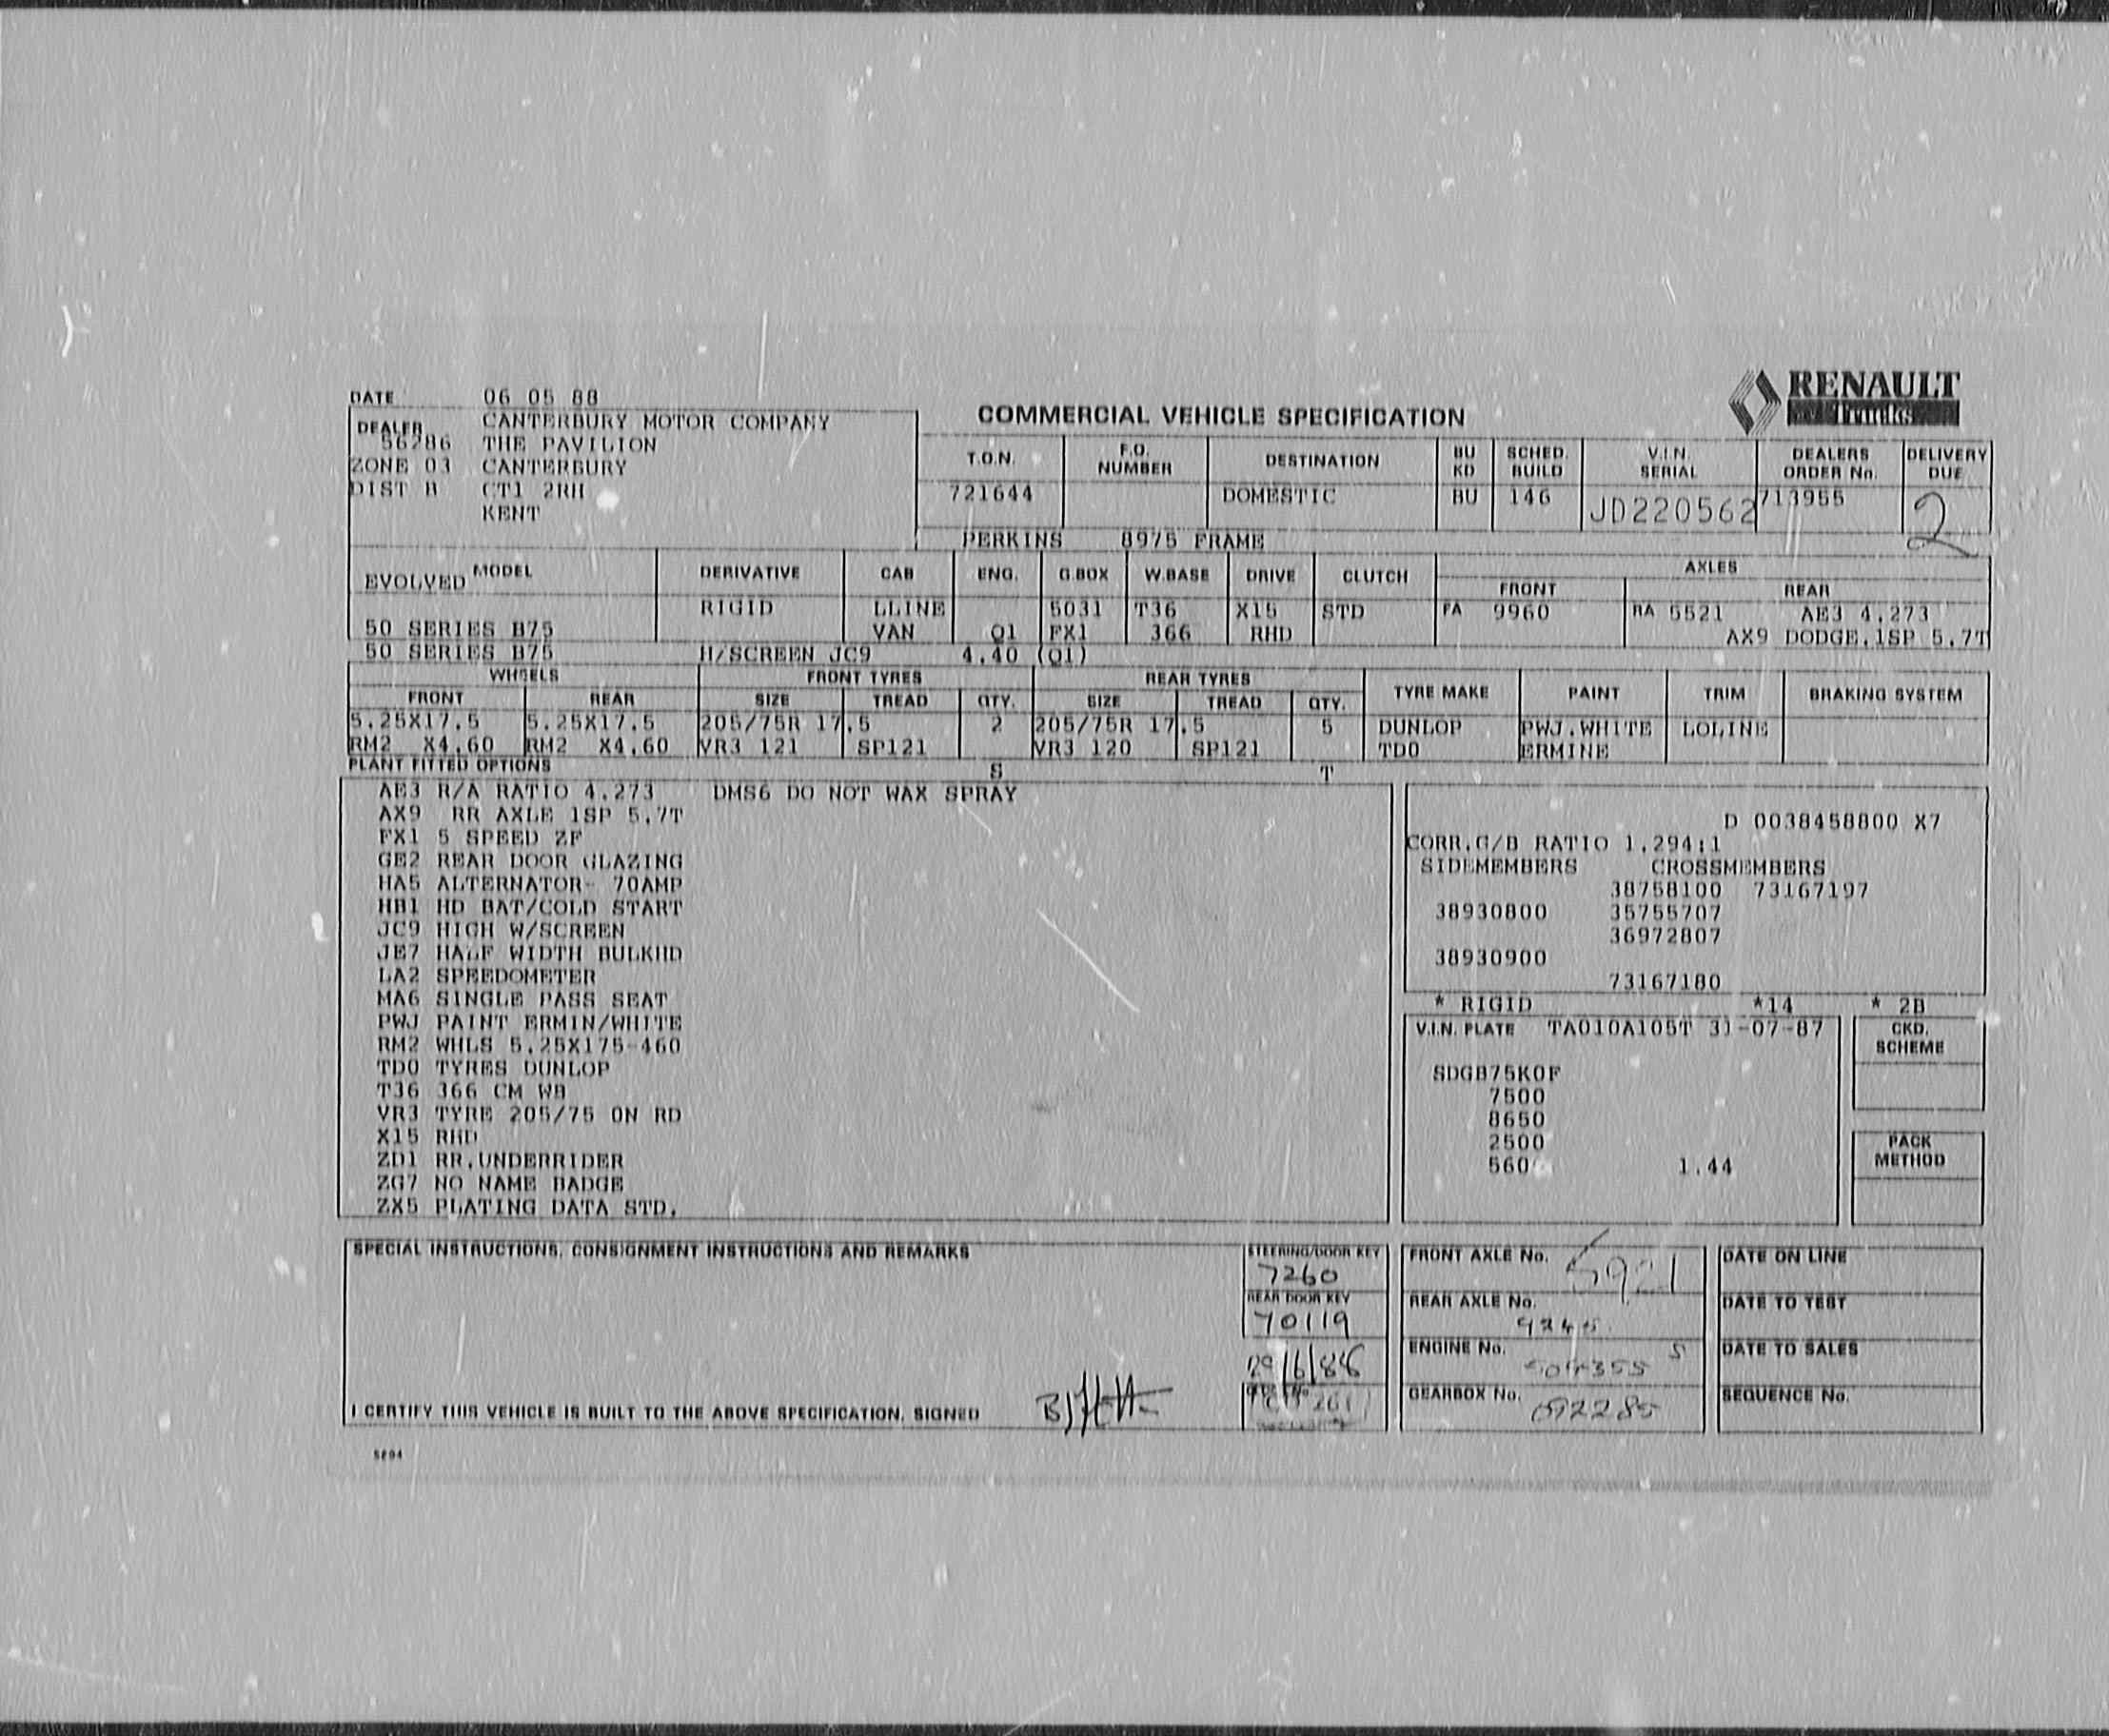 DATE 06 05 88
RENAULT
Trucks
COMMERCIAL VEHICLE SPECIFICATION
DEALER CANTERBURY MOTOR COMPANY
56286 THE PAVILION
ZONE 03 CANTERBURY
DIST B CT1 2RH
KENT
T.O.N. F.O. NUMBER DESTINATION BU KD SCHED. BUILD V.I.N. SERIAL DEALERS ORDER No. DELIVERY DUE
721644 DOMESTIC BU 146 JD220562 713955 2
PERKINS 8975 FRAME
MODEL DERIVATIVE CAB ENG. G.BOX W.BASE DRIVE CLUTCH AXLES
EVOLVED FRONT REAR
RIGID LLINE 5031 T36 X15 STD FA 9960 RA 5521 AE3 4.273
50 SERIES B75 VAN Q1 FX1 366 RHD AX9 DODGE.1SP 5.7T
50 SERIES B75 H/SCREEN JC9 4.40 (Q1)
WHEELS FRONT TYRES REAR TYRES TYRE MAKE PAINT TRIM BRAKING SYSTEM
FRONT REAR SIZE TREAD QTY. SIZE TREAD QTY.
5.25X17.5 5.25X17.5 205/75R 17.5 2 205/75R 17.5 5 DUNLOP PWJ.WHITE LOLINE
RM2 X4.60 RM2 X4.60 VR3 121 SP121 VR3 120 SP121 TD0 ERMINE
PLANT FITTED OPTIONS S T
AE3 R/A RATIO 4.273 DMS6 DO NOT WAX SPRAY
AX9 RR AXLE 1SP 5.7T
FX1 5 SPEED ZF
GE2 REAR DOOR GLAZING
HA5 ALTERNATOR- 70AMP
HB1 HD BAT/COLD START
JC9 HIGH W/SCREEN
JE7 HALF WIDTH BULKHD
LA2 SPEEDOMETER
MA6 SINGLE PASS SEAT
PWJ PAINT ERMIN/WHITE
RM2 WHLS 5.25X175-460
TD0 TYRES DUNLOP
T36 366 CM WB
VR3 TYRE 205/75 ON RD
X15 RHD
ZD1 RR.UNDERRIDER
ZG7 NO NAME BADGE
ZX5 PLATING DATA STD.
D 0038458800 X7
CORR.G/B RATIO 1.294:1
SIDEMEMBERS CROSSMEMBERS
38758100 73167197
38930800 35755707
36972807
38930900
73167180
* RIGID *14 * 2B
V.I.N. PLATE TA010A105T 31-07-87
SDGB75K0F
7500
8650
2500
560 1.44
CKD. SCHEME
PACK METHOD
SPECIAL INSTRUCTIONS, CONSIGNMENT INSTRUCTIONS AND REMARKS
STEERING/DOOR KEY
7260
REAR DOOR KEY
70119
29/6/88
I CERTIFY THIS VEHICLE IS BUILT TO THE ABOVE SPECIFICATION, SIGNED
FRONT AXLE No. 5921
REAR AXLE No.
ENGINE No.
GEARBOX No. 092285
DATE ON LINE
DATE TO TEST
DATE TO SALES
SEQUENCE No.